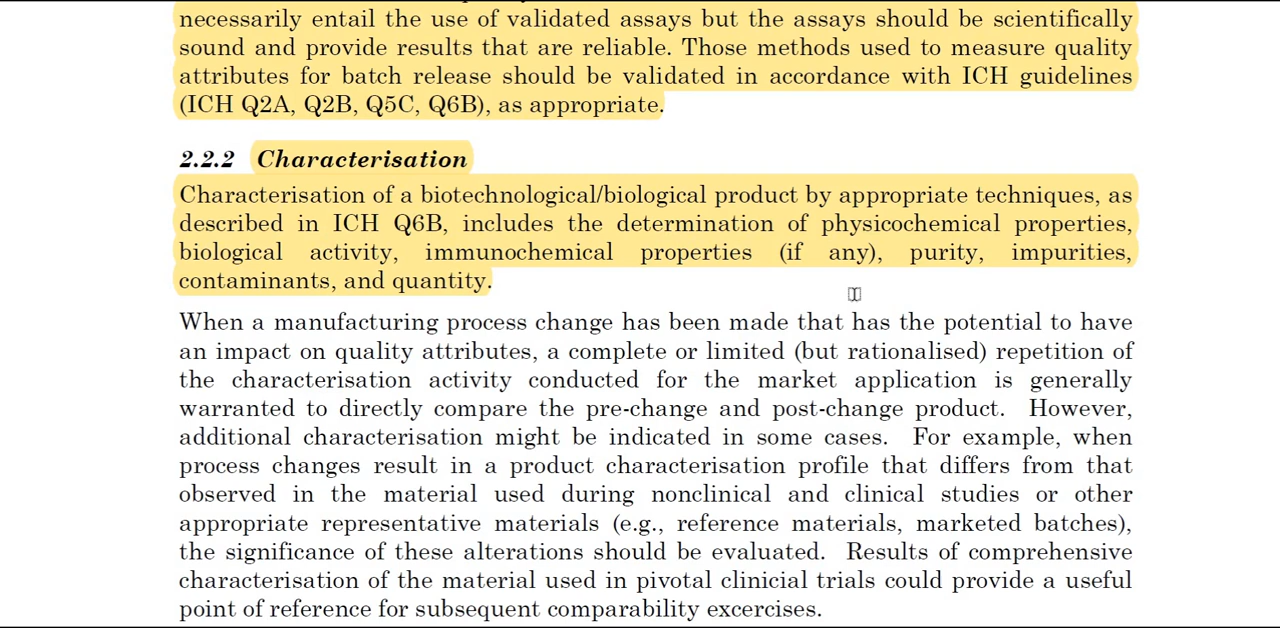 necessarily entail the use of validated assays but the assays should be scientifically
sound and provide results that are reliable. Those methods used to measure quality
attributes for batch release should be validated in accordance with ICH guidelines
(ICH Q2A, Q2B, Q5C, Q6B), as appropriate.
2.2.2 Characterisation
Characterisation of a biotechnological/biological product by appropriate techniques, as
described in ICH Q6B, includes the determination of physicochemical properties,
biological activity, immunochemical properties (if any), purity, impurities,
contaminants, and quantity.
When a manufacturing process change has been made that has the potential to have
an impact on quality attributes, a complete or limited (but rationalised) repetition of
the characterisation activity conducted for the market application is generally
warranted to directly compare the pre-change and post-change product. However,
additional characterisation might be indicated in some cases. For example, when
process changes result in a product characterisation profile that differs from that
observed in the material used during nonclinical and clinical studies or other
appropriate representative materials (e.g., reference materials, marketed batches),
the significance of these alterations should be evaluated. Results of comprehensive
characterisation of the material used in pivotal clinicial trials could provide a useful
point of reference for subsequent comparability excercises.